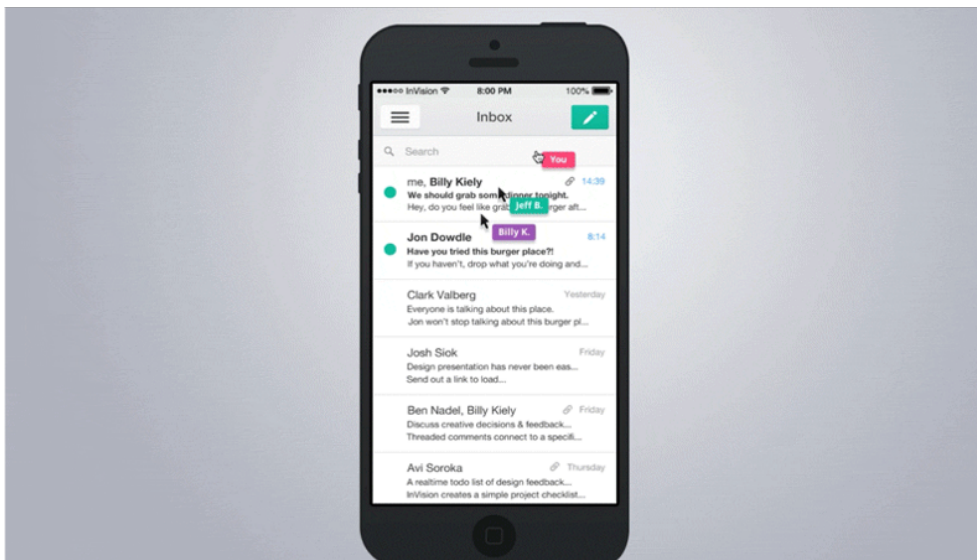 InVision 8:00 PM 100%
Inbox
Search
You
me, Billy Kiely 14:39
We should grab some dinner tonight.
Hey, do you feel like grab rger aft...
Jeff B.
Billy K.
Jon Dowdle 8:14
Have you tried this burger place?!
If you haven't, drop what you're doing and...
Clark Valberg Yesterday
Everyone is talking about this place.
Jon won't stop talking about this burger pl...
Josh Siok Friday
Design presentation has never been eas...
Send out a link to load...
Ben Nadel, Billy Kiely Friday
Discuss creative decisions & feedback...
Threaded comments connect to a specifi...
Avi Soroka Thursday
A realtime todo list of design feedback...
InVision creates a simple project checklist...